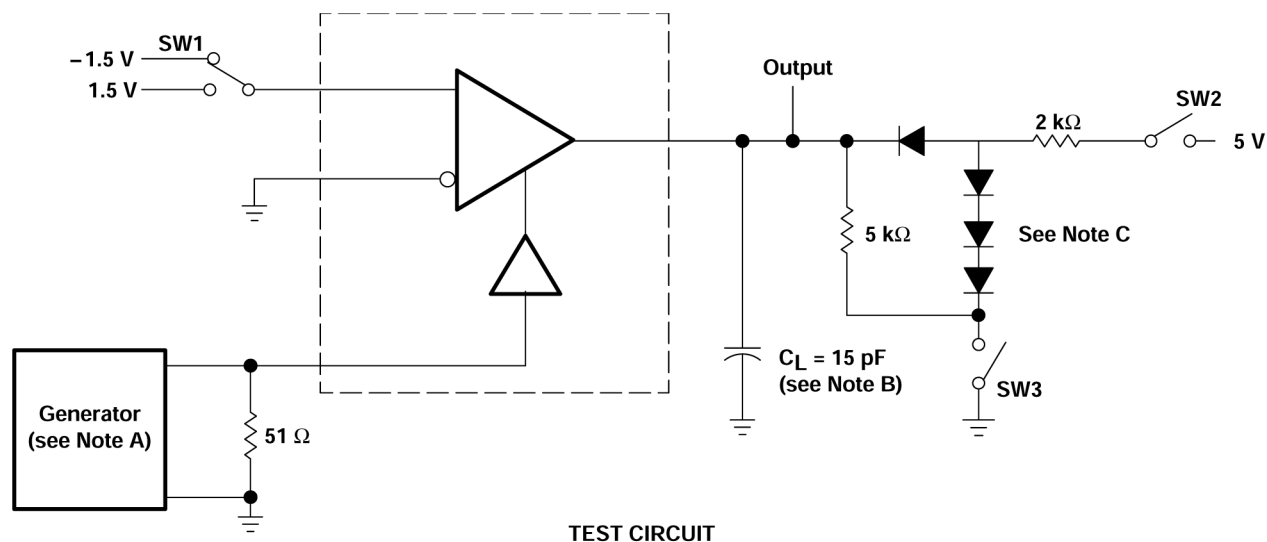 SW1
–1.5 V
1.5 V
Output
SW2
2 kΩ
5 V
5 kΩ
See Note C
CL = 15 pF
(see Note B)
SW3
Generator
(see Note A)
51 Ω
TEST CIRCUIT